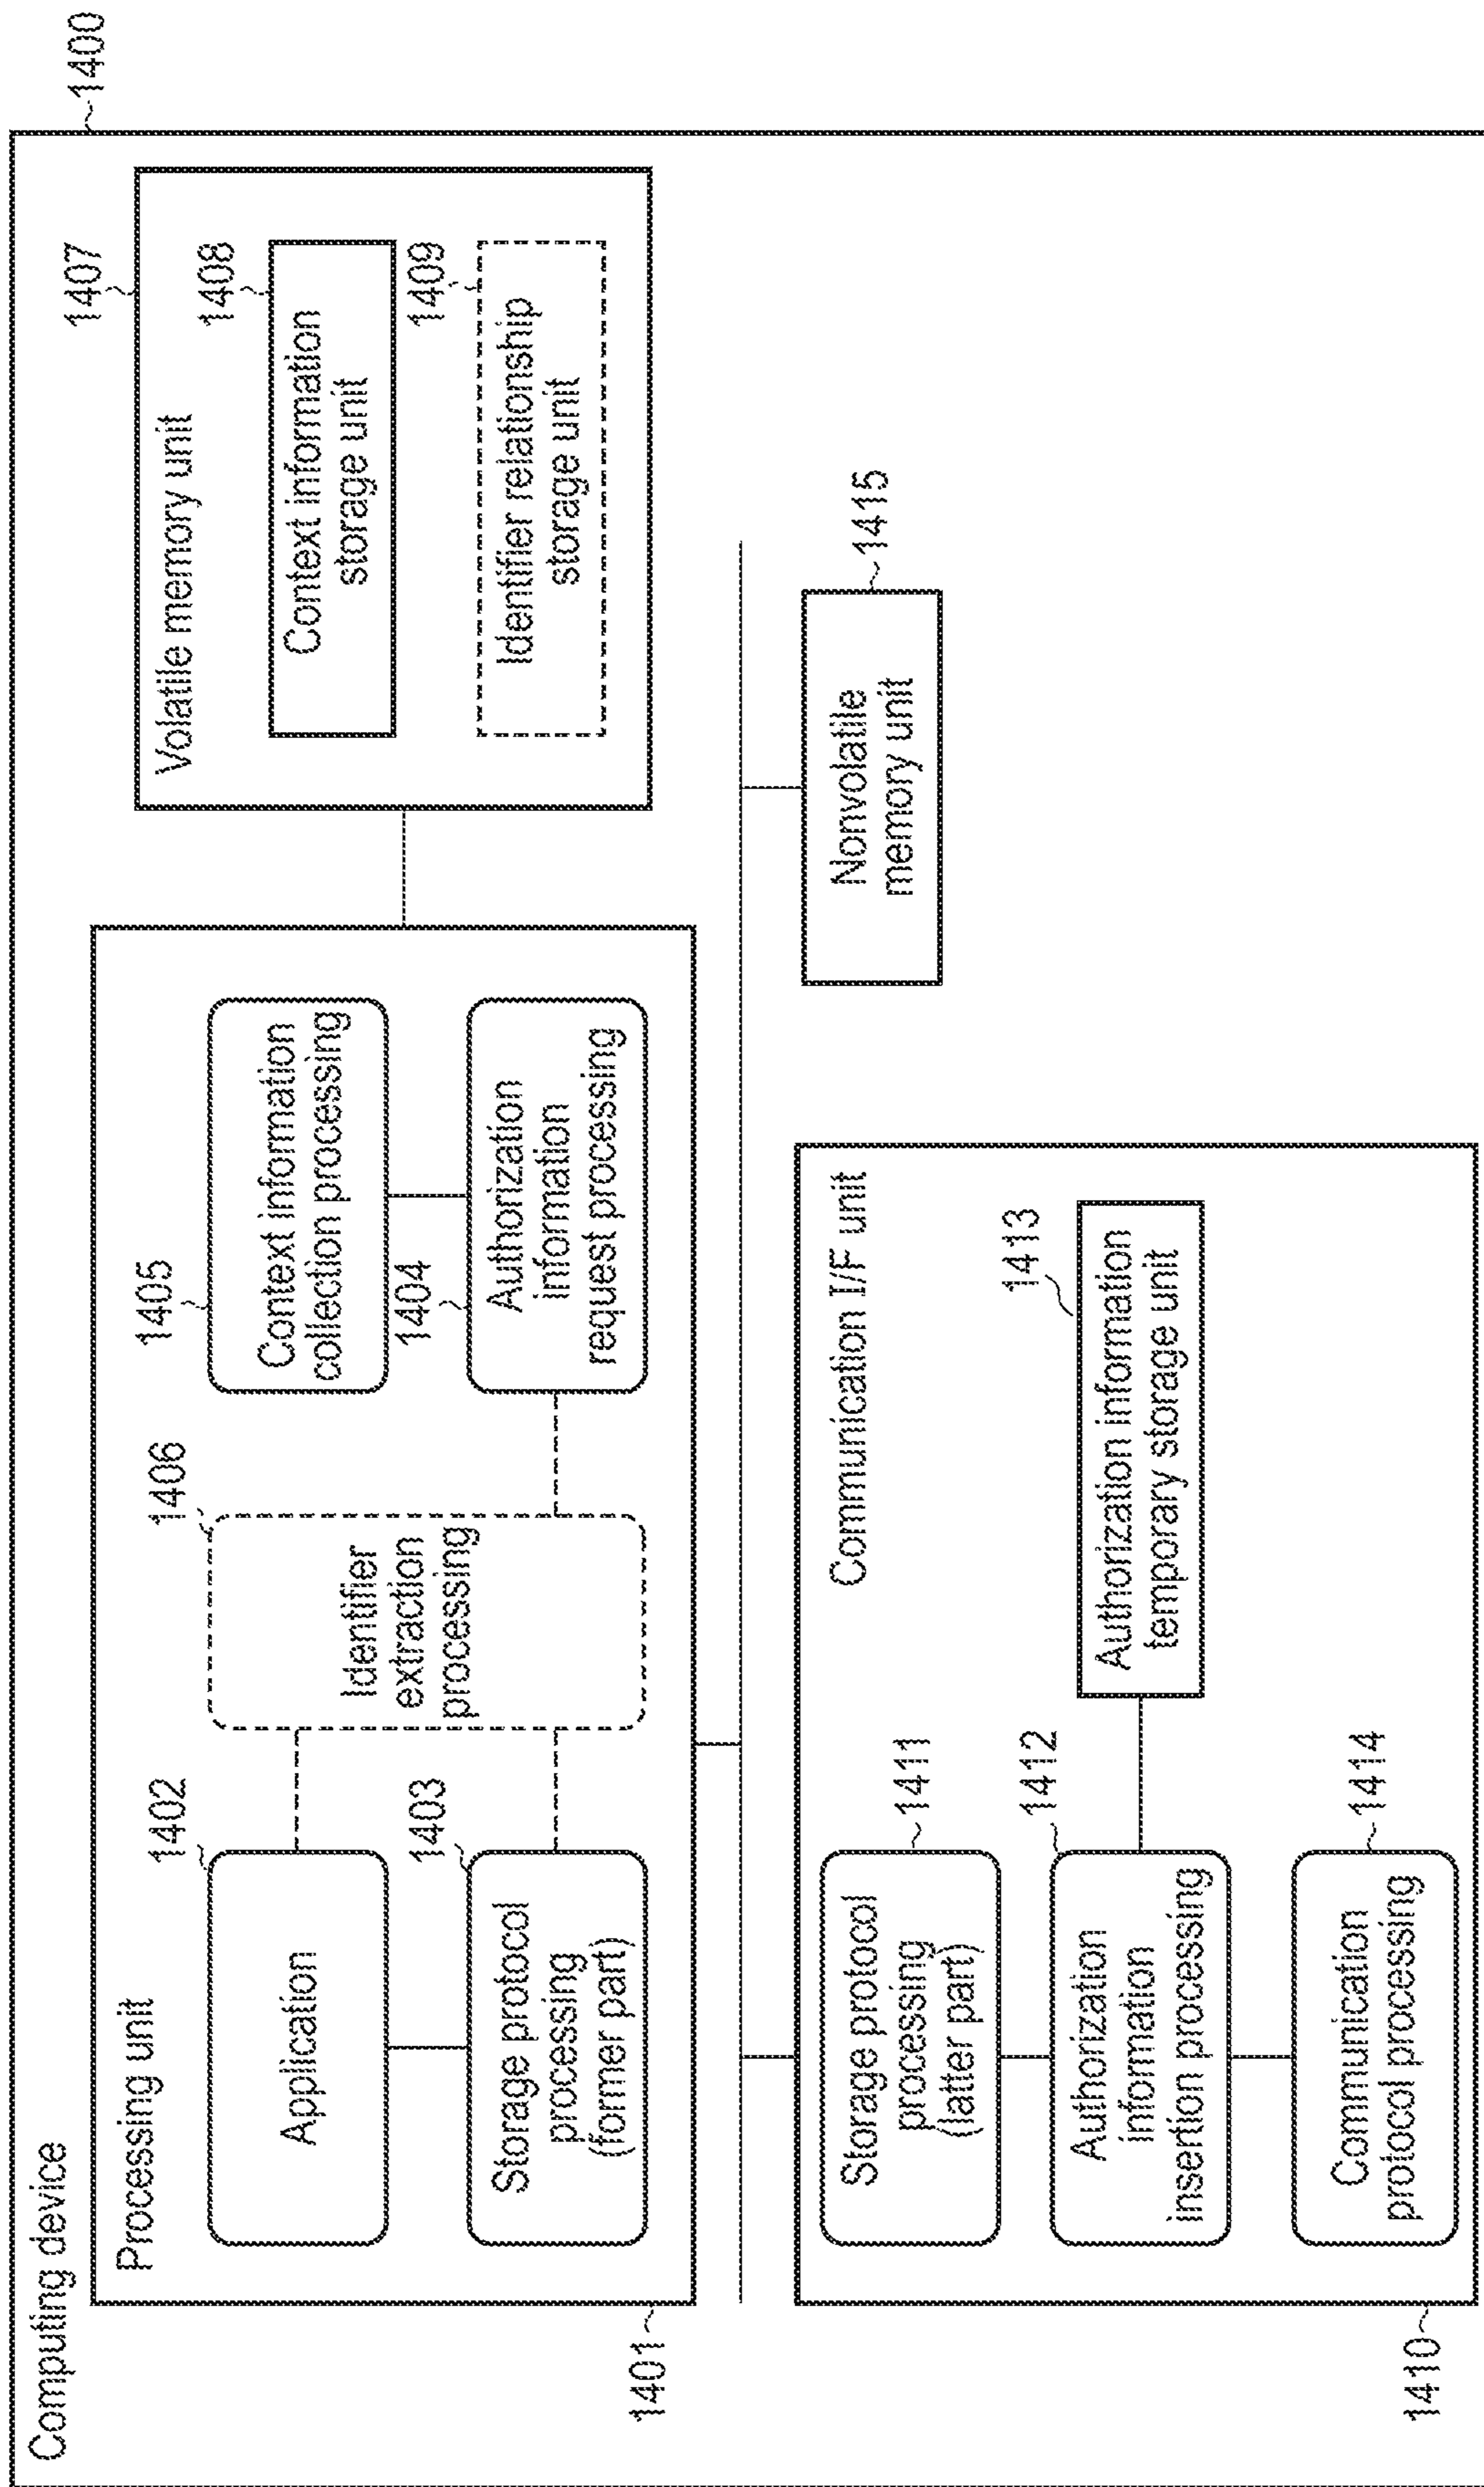 Computing device
1400
Processing unit
1401
1402
Application
1403
Storage protocol
processing
(former part)
1406
Identifier
extraction
processing
1405
Context information
collection processing
1404
Authorization
information
request processing
1407
Volatile memory unit
1408
Context information
storage unit
1409
Identifier relationship
storage unit
1410
Communication I/F unit
1411
Storage protocol
processing
(latter part)
1412
Authorization
information
insertion processing
1413
Authorization information
temporary storage unit
1414
Communication
protocol processing
1415
Nonvolatile
memory unit